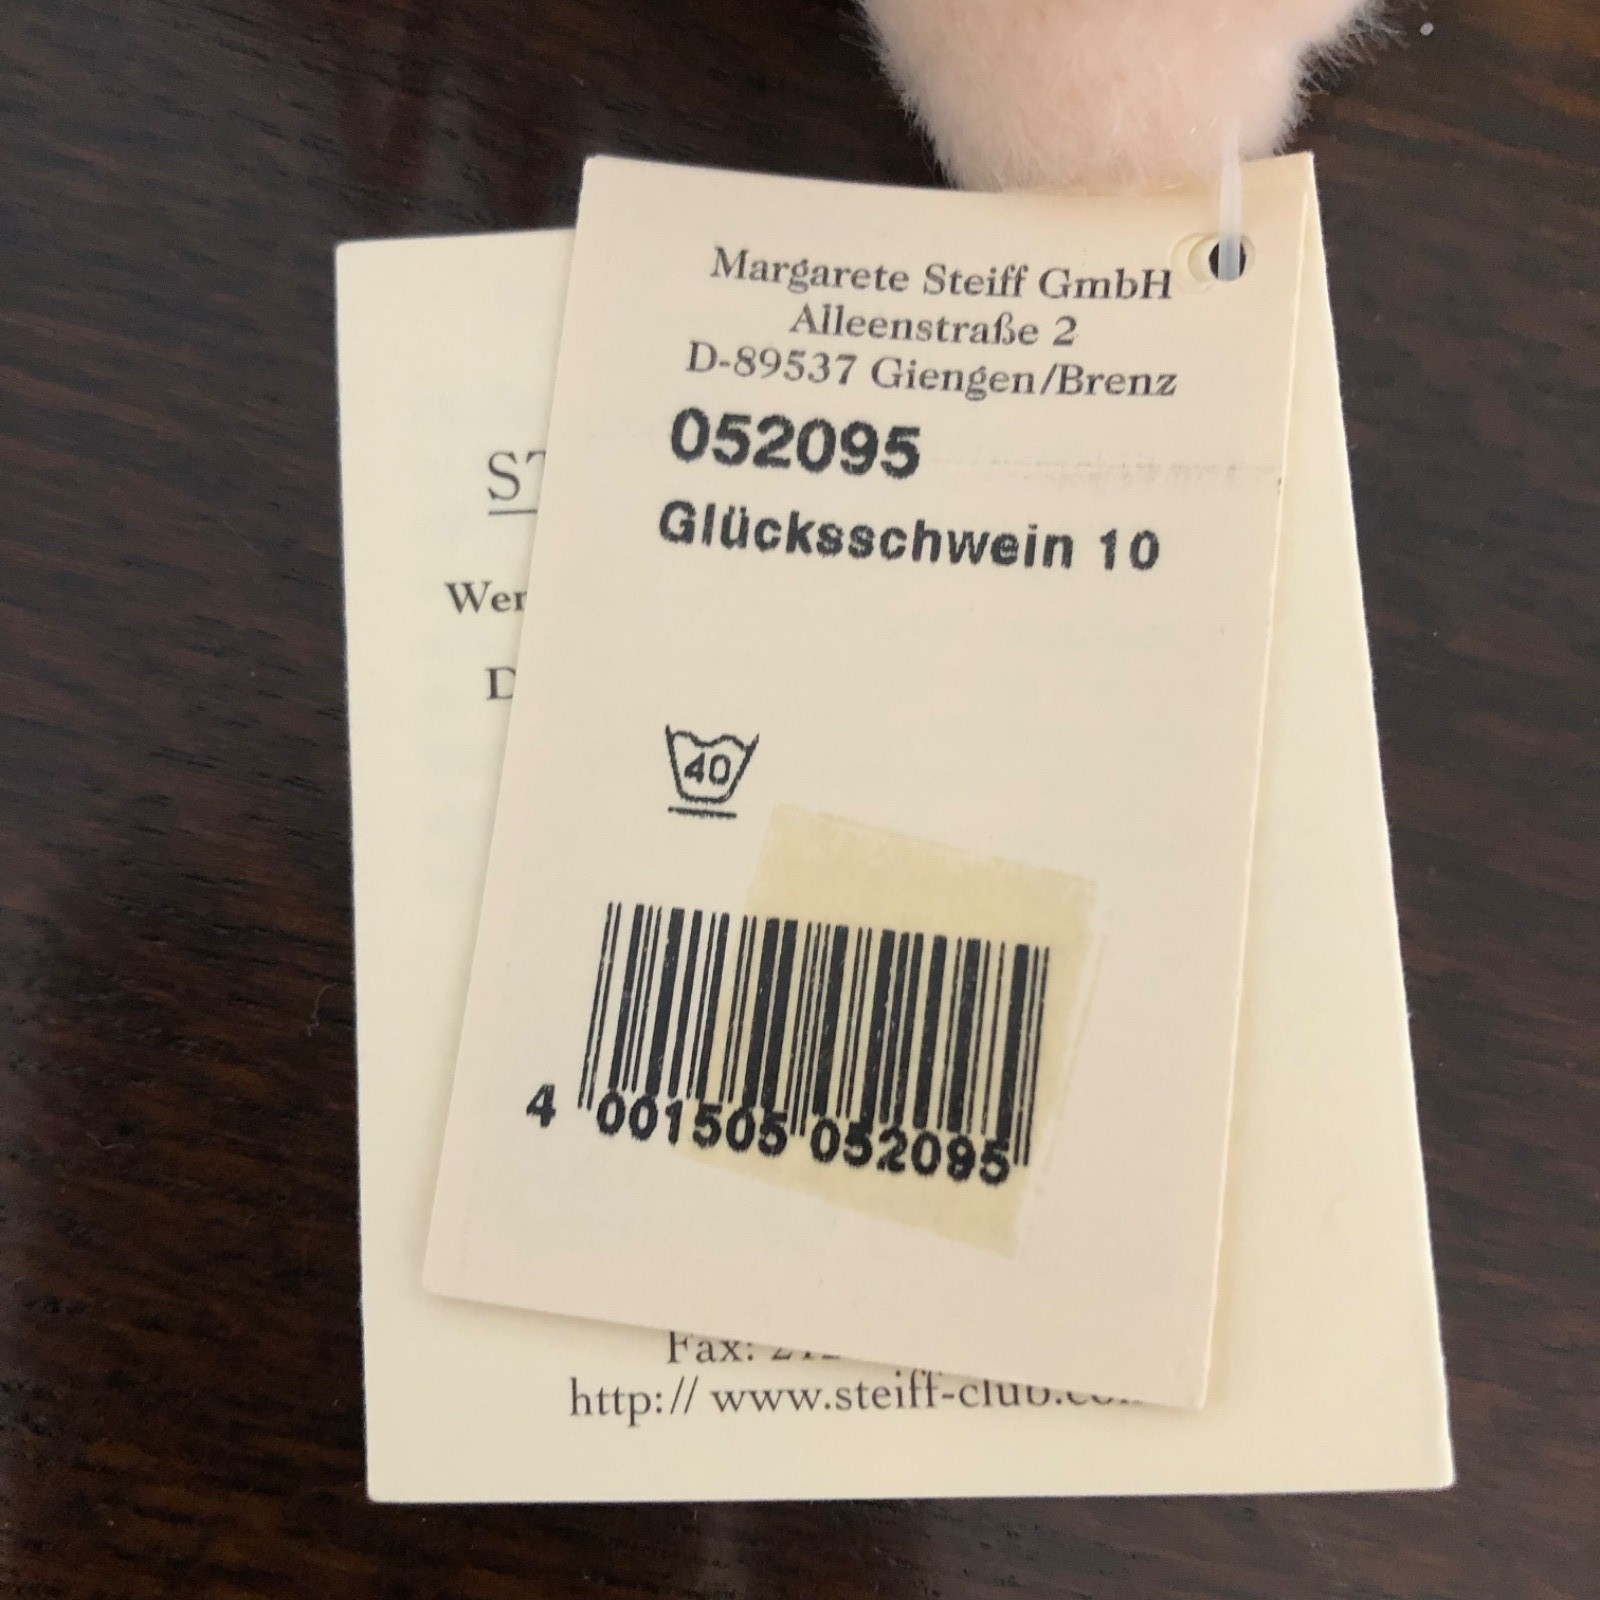 Margarete Steiff GmbH
Alleenstraße 2
D-89537 Giengen/Brenz
052095
Glücksschwein 10
40
4 001505 052095
Fax:
http:// www.steiff-club.